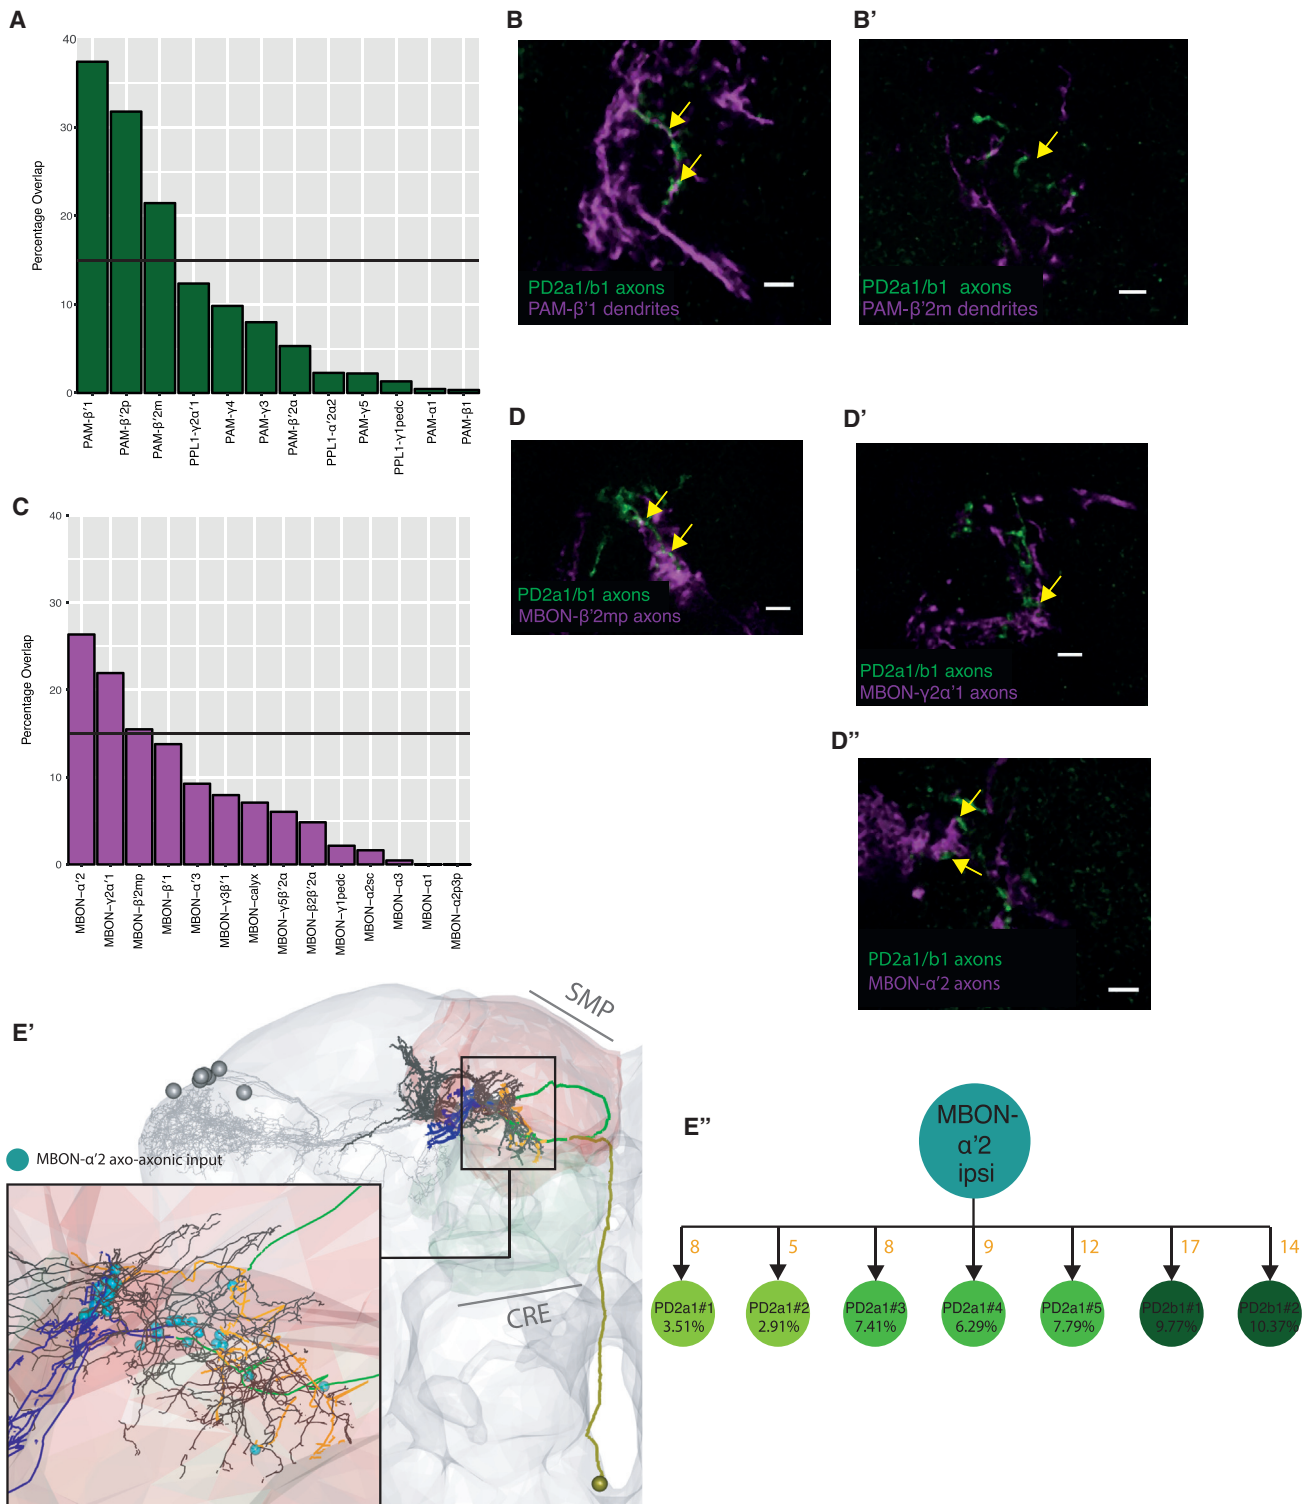 A
40
30
20
10
0
Percentage Overlap
PAM-β'1
PAM-β'2p
PAM-β'2m
PPL1-γ2α'1
PAM-γ4
PAM-γ3
PAM-β'2α
PPL1-α'2α2
PAM-γ5
PPL1-γ1pedc
PAM-α1
PAM-β1
B
PD2a1/b1 axons
PAM-β'1 dendrites
B'
PD2a1/b1 axons
PAM-β'2m dendrites
C
40
30
20
10
0
Percentage Overlap
MBON-α'2
MBON-γ2α'1
MBON-β'2mp
MBON-β'1
MBON-α'3
MBON-γ3β'1
MBON-calyx
MBON-γ5β'2α
MBON-β2β'2α
MBON-γ1pedc
MBON-α2sc
MBON-α3
MBON-α1
MBON-α2p3p
D
PD2a1/b1 axons
MBON-β'2mp axons
D'
PD2a1/b1 axons
MBON-γ2α'1 axons
D"
PD2a1/b1 axons
MBON-α'2 axons
E'
SMP
MBON-α'2 axo-axonic input
CRE
E"
MBON-
α'2
ipsi
8
5
8
9
12
17
14
PD2a1#1
3.51%
PD2a1#2
2.91%
PD2a1#3
7.41%
PD2a1#4
6.29%
PD2a1#5
7.79%
PD2b1#1
9.77%
PD2b1#2
10.37%